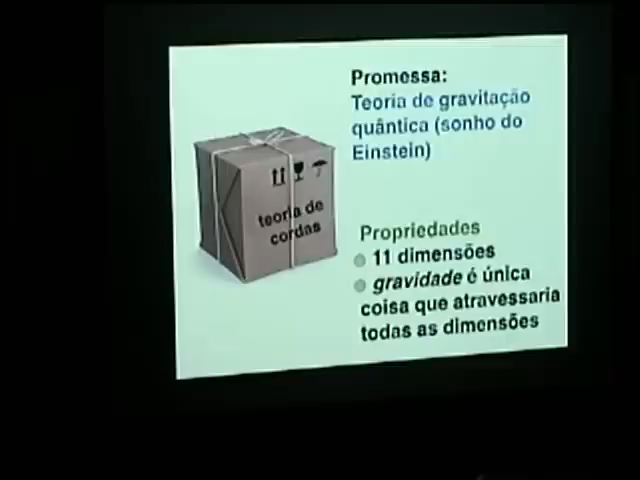 Promessa:
Teoria de gravitação
quântica (sonho do
Einstein)
teoria de
cordas
Propriedades
11 dimensões
gravidade é única
coisa que atravessaria
todas as dimensões